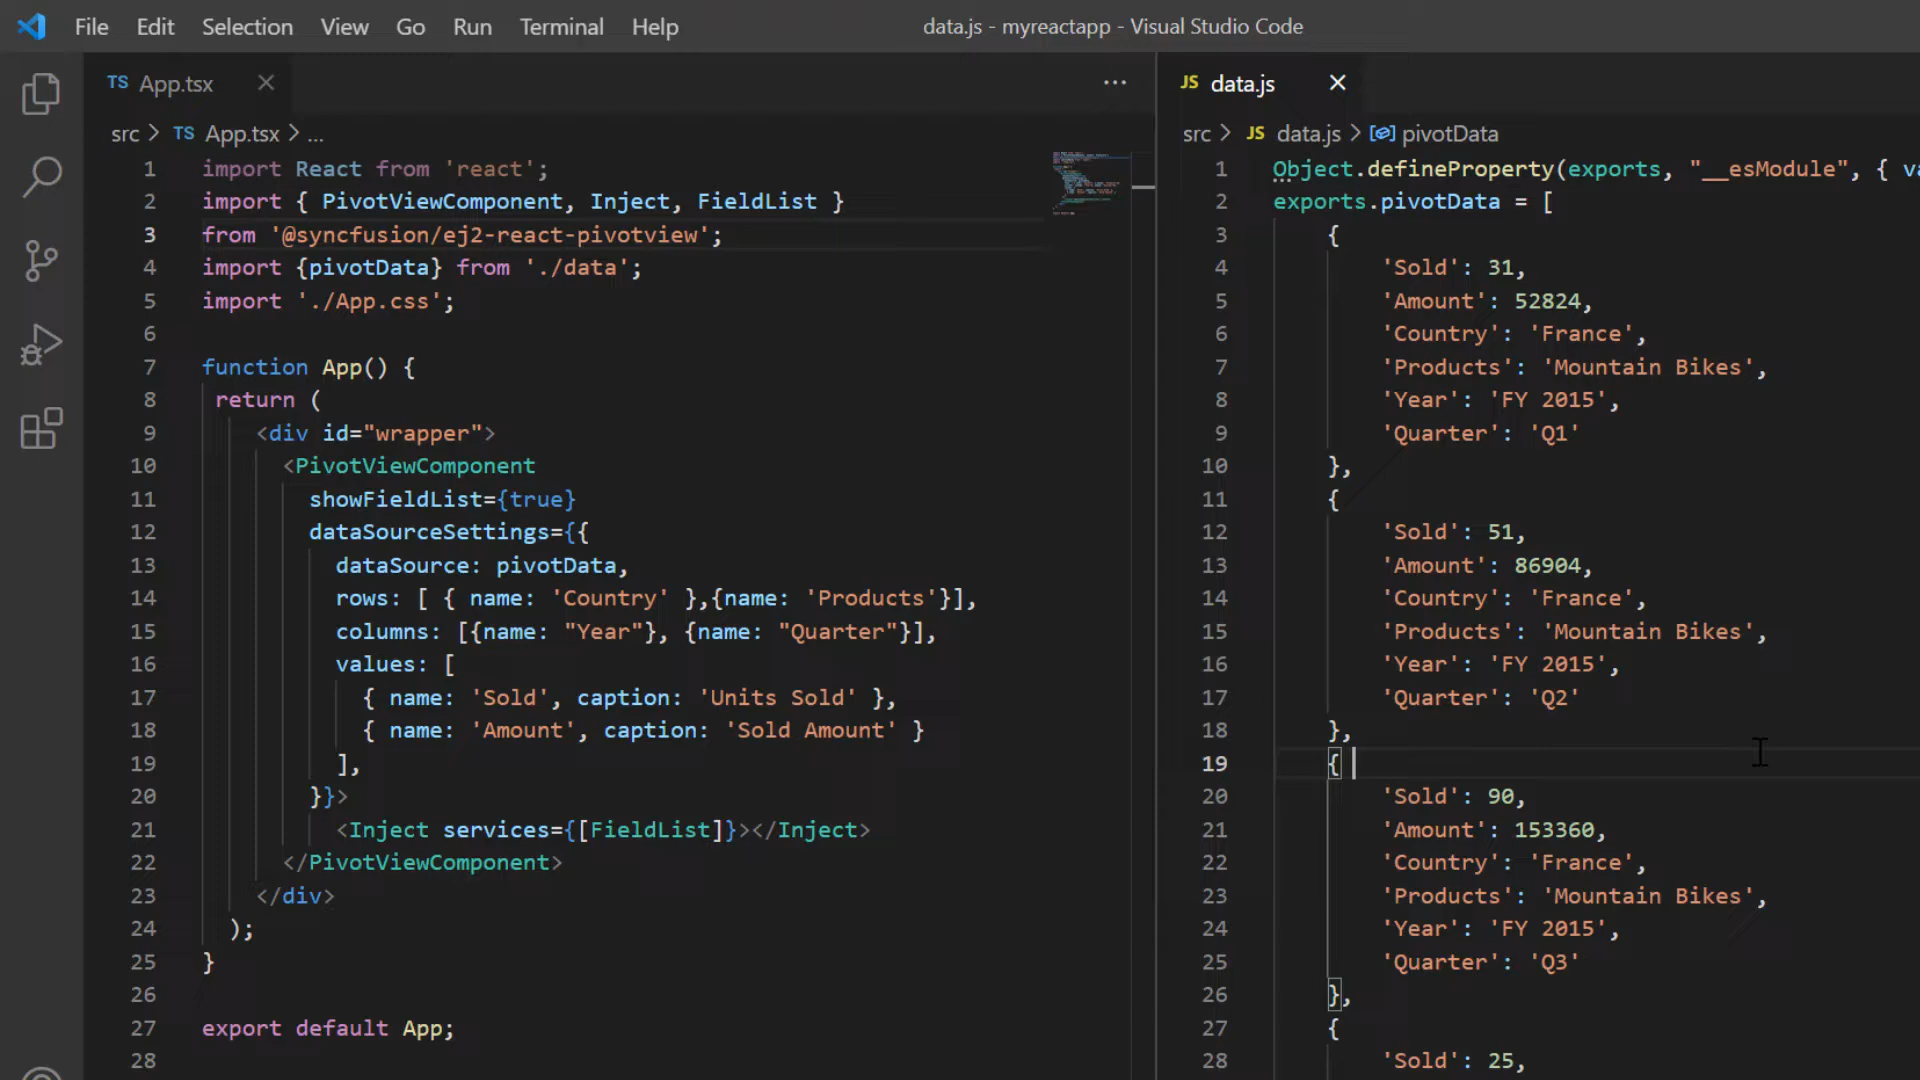 File Edit Selection View Go Run Terminal Help
data.js - myreactapp - Visual Studio Code
TS App.tsx
src > TS App.tsx > ...
1 import React from 'react';
2 import { PivotViewComponent, Inject, FieldList }
3 from '@syncfusion/ej2-react-pivotview';
4 import {pivotData} from './data';
5 import './App.css';
6
7 function App() {
8 return (
9 <div id="wrapper">
10 <PivotViewComponent
11 showFieldList={true}
12 dataSourceSettings={{
13 dataSource: pivotData,
14 rows: [ { name: 'Country' },{name: 'Products'}],
15 columns: [{name: "Year"}, {name: "Quarter"}],
16 values: [
17 { name: 'Sold', caption: 'Units Sold' },
18 { name: 'Amount', caption: 'Sold Amount' }
19 ],
20 }}>
21 <Inject services={[FieldList]}></Inject>
22 </PivotViewComponent>
23 </div>
24 );
25 }
26
27 export default App;
28
JS data.js
src > JS data.js > pivotData
1 Object.defineProperty(exports, "__esModule", { va
2 exports.pivotData = [
3 {
4 'Sold': 31,
5 'Amount': 52824,
6 'Country': 'France',
7 'Products': 'Mountain Bikes',
8 'Year': 'FY 2015',
9 'Quarter': 'Q1'
10 },
11 {
12 'Sold': 51,
13 'Amount': 86904,
14 'Country': 'France',
15 'Products': 'Mountain Bikes',
16 'Year': 'FY 2015',
17 'Quarter': 'Q2'
18 },
19 {
20 'Sold': 90,
21 'Amount': 153360,
22 'Country': 'France',
23 'Products': 'Mountain Bikes',
24 'Year': 'FY 2015',
25 'Quarter': 'Q3'
26 },
27 {
28 'Sold': 25,